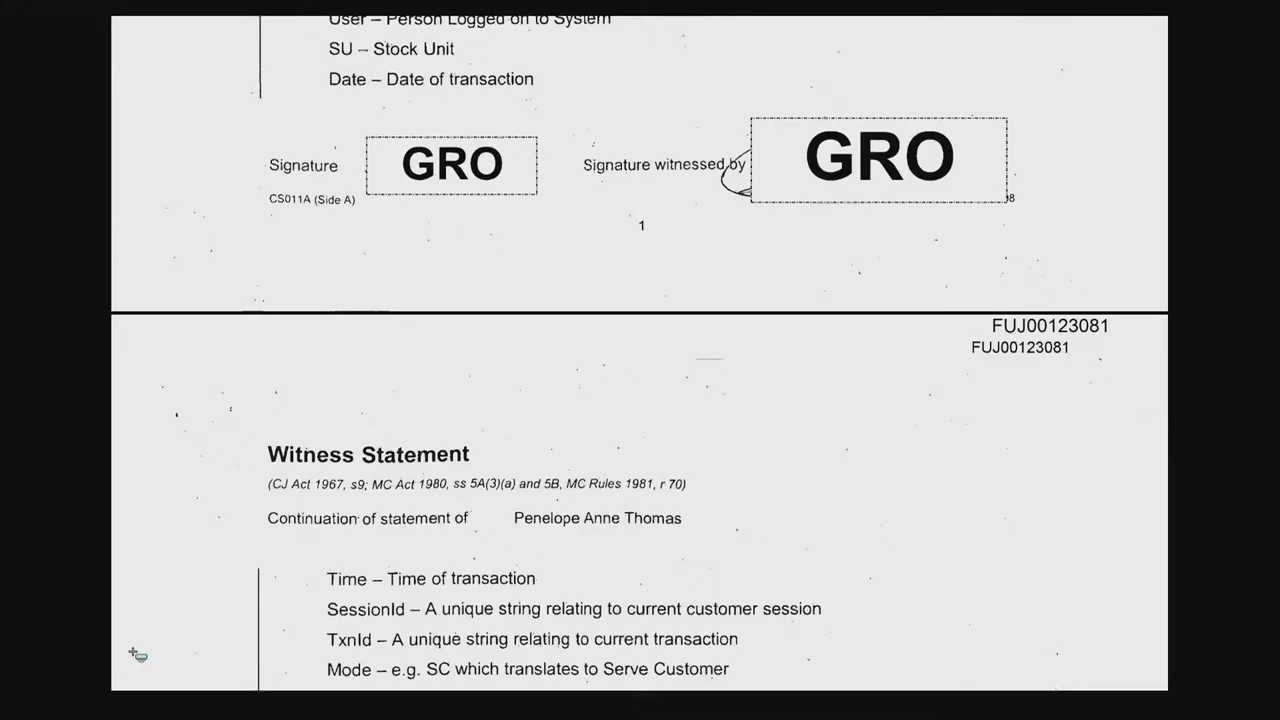 User – Person Logged on to System
SU – Stock Unit
Date – Date of transaction
Signature GRO Signature witnessed by GRO
CS011A (Side A) 98
1
FUJ00123081
FUJ00123081
Witness Statement
(CJ Act 1967, s9; MC Act 1980, ss 5A(3)(a) and 5B, MC Rules 1981, r 70)
Continuation of statement of Penelope Anne Thomas
Time – Time of transaction
SessionId – A unique string relating to current customer session
TxnId – A unique string relating to current transaction
Mode – e.g. SC which translates to Serve Customer